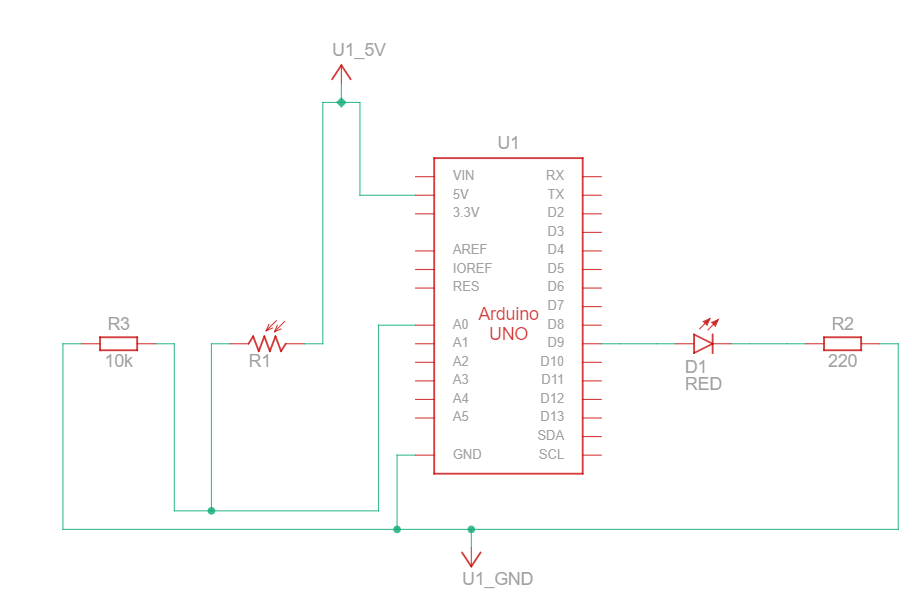 U1_5V
U1
VIN
5V
3.3V
AREF
IOREF
RES
A0
A1
A2
A3
A4
A5
GND
Arduino
UNO
RX
TX
D2
D3
D4
D5
D6
D7
D8
D9
D10
D11
D12
D13
SDA
SCL
R3
10k
R1
D1
RED
R2
220
U1_GND